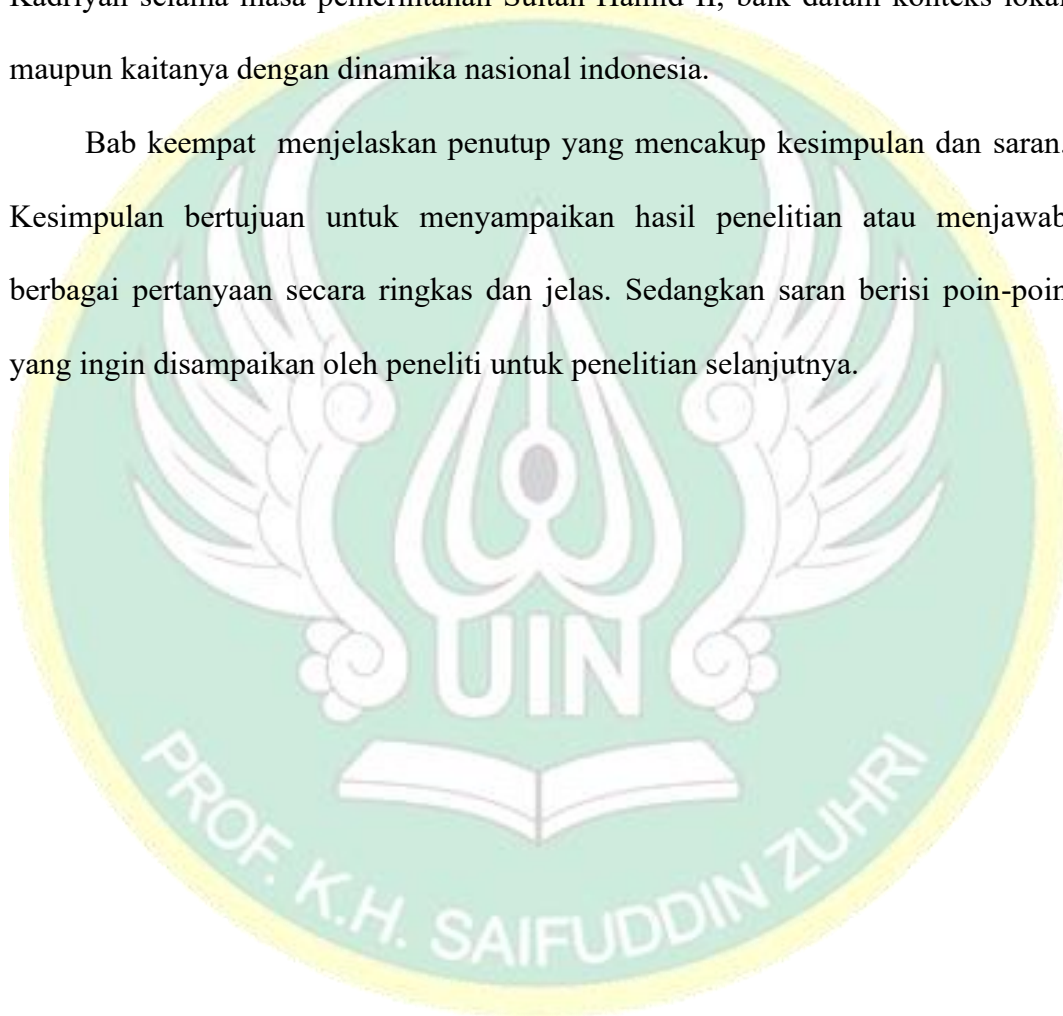 Kadriyah selama masa pemerintahan Sultan Hamid II, baik dalam konteks lokal
maupun kaitanya dengan dinamika nasional indonesia.
Bab keempat menjelaskan penutup yang mencakup kesimpulan dan saran.
Kesimpulan bertujuan untuk menyampaikan hasil penelitian atau menjawab
berbagai pertanyaan secara ringkas dan jelas. Sedangkan saran berisi poin-poin
yang ingin disampaikan oleh peneliti untuk penelitian selanjutnya.
UIN
PROF. K.H. SAIFUDDIN ZUHRI